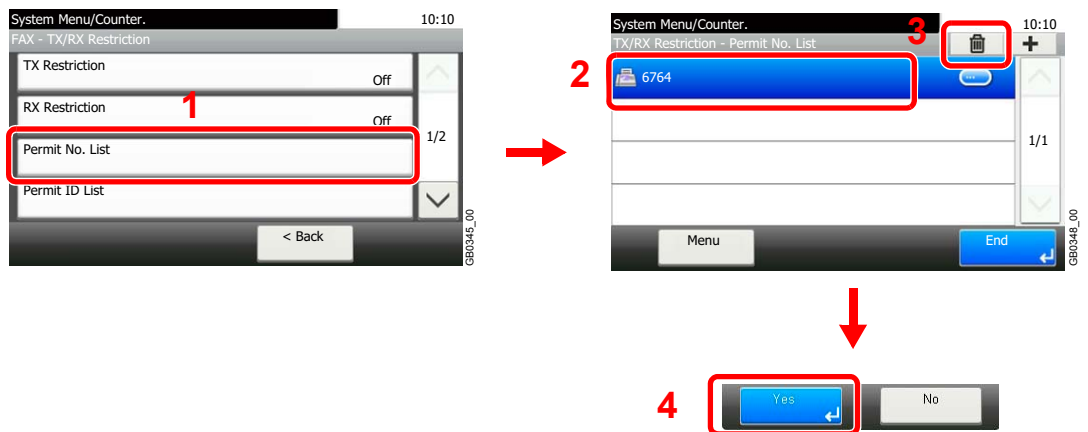 System Menu/Counter.
10:10
FAX - TX/RX Restriction
TX Restriction
Off
RX Restriction
Off
1
Permit No. List
1/2
Permit ID List
< Back
GB0345_00
System Menu/Counter.
10:10
TX/RX Restriction - Permit No. List
3
2
6764
1/1
Menu
End
GB0348_00
4
Yes
No